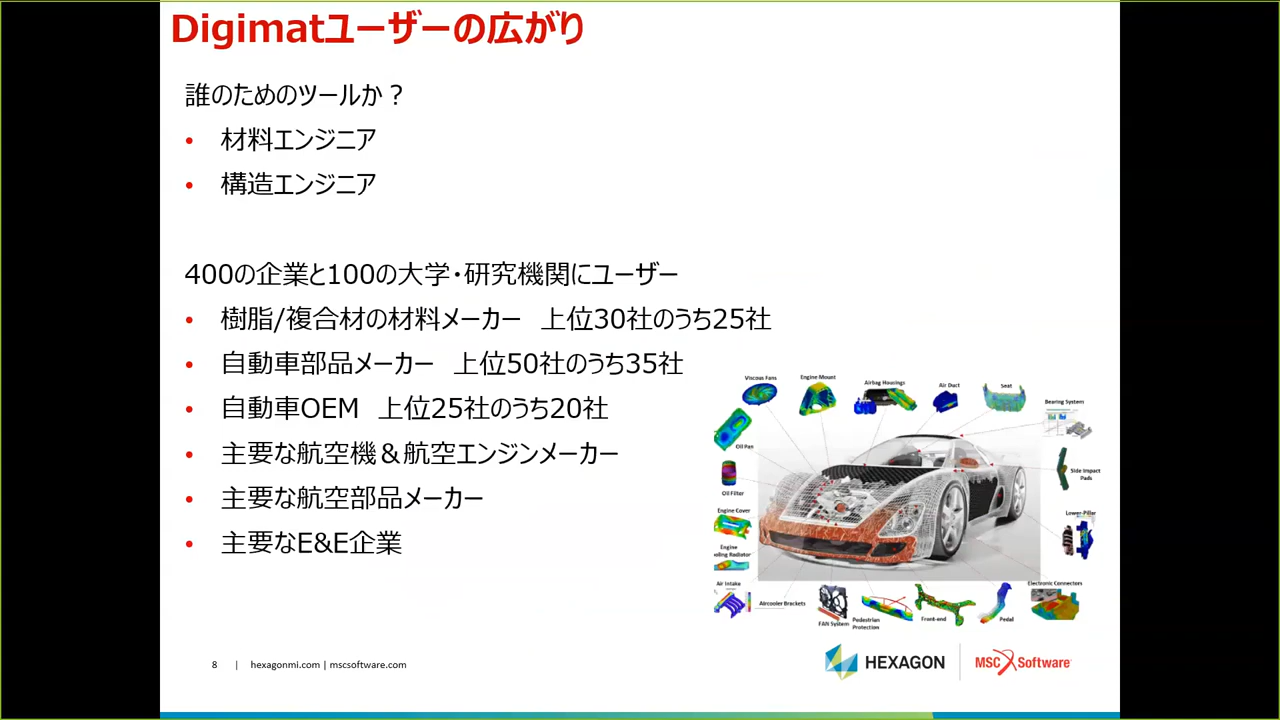 Digimatユーザーの広がり
誰のためのツールか？
• 材料エンジニア
• 構造エンジニア
400の企業と100の大学・研究機関にユーザー
• 樹脂/複合材の材料メーカー 上位30社のうち25社
• 自動車部品メーカー 上位50社のうち35社
• 自動車OEM 上位25社のうち20社
• 主要な航空機＆航空エンジンメーカー
• 主要な航空部品メーカー
• 主要なE&E企業
Viscous Fans
Engine Mount
Airbag Housings
Air Duct
Seat
Bearing System
Oil Pan
Side Impact
Pads
Oil Filter
Engine Cover
Lower-Pillar
Engine
ooling Radiator
Air Intake
Aircooler Brackets
FAN System
Pedestrian
Protection
Front-end
Pedal
Electronic Connectors
8 | hexagonmi.com | mscsoftware.com
HEXAGON
MSC Software